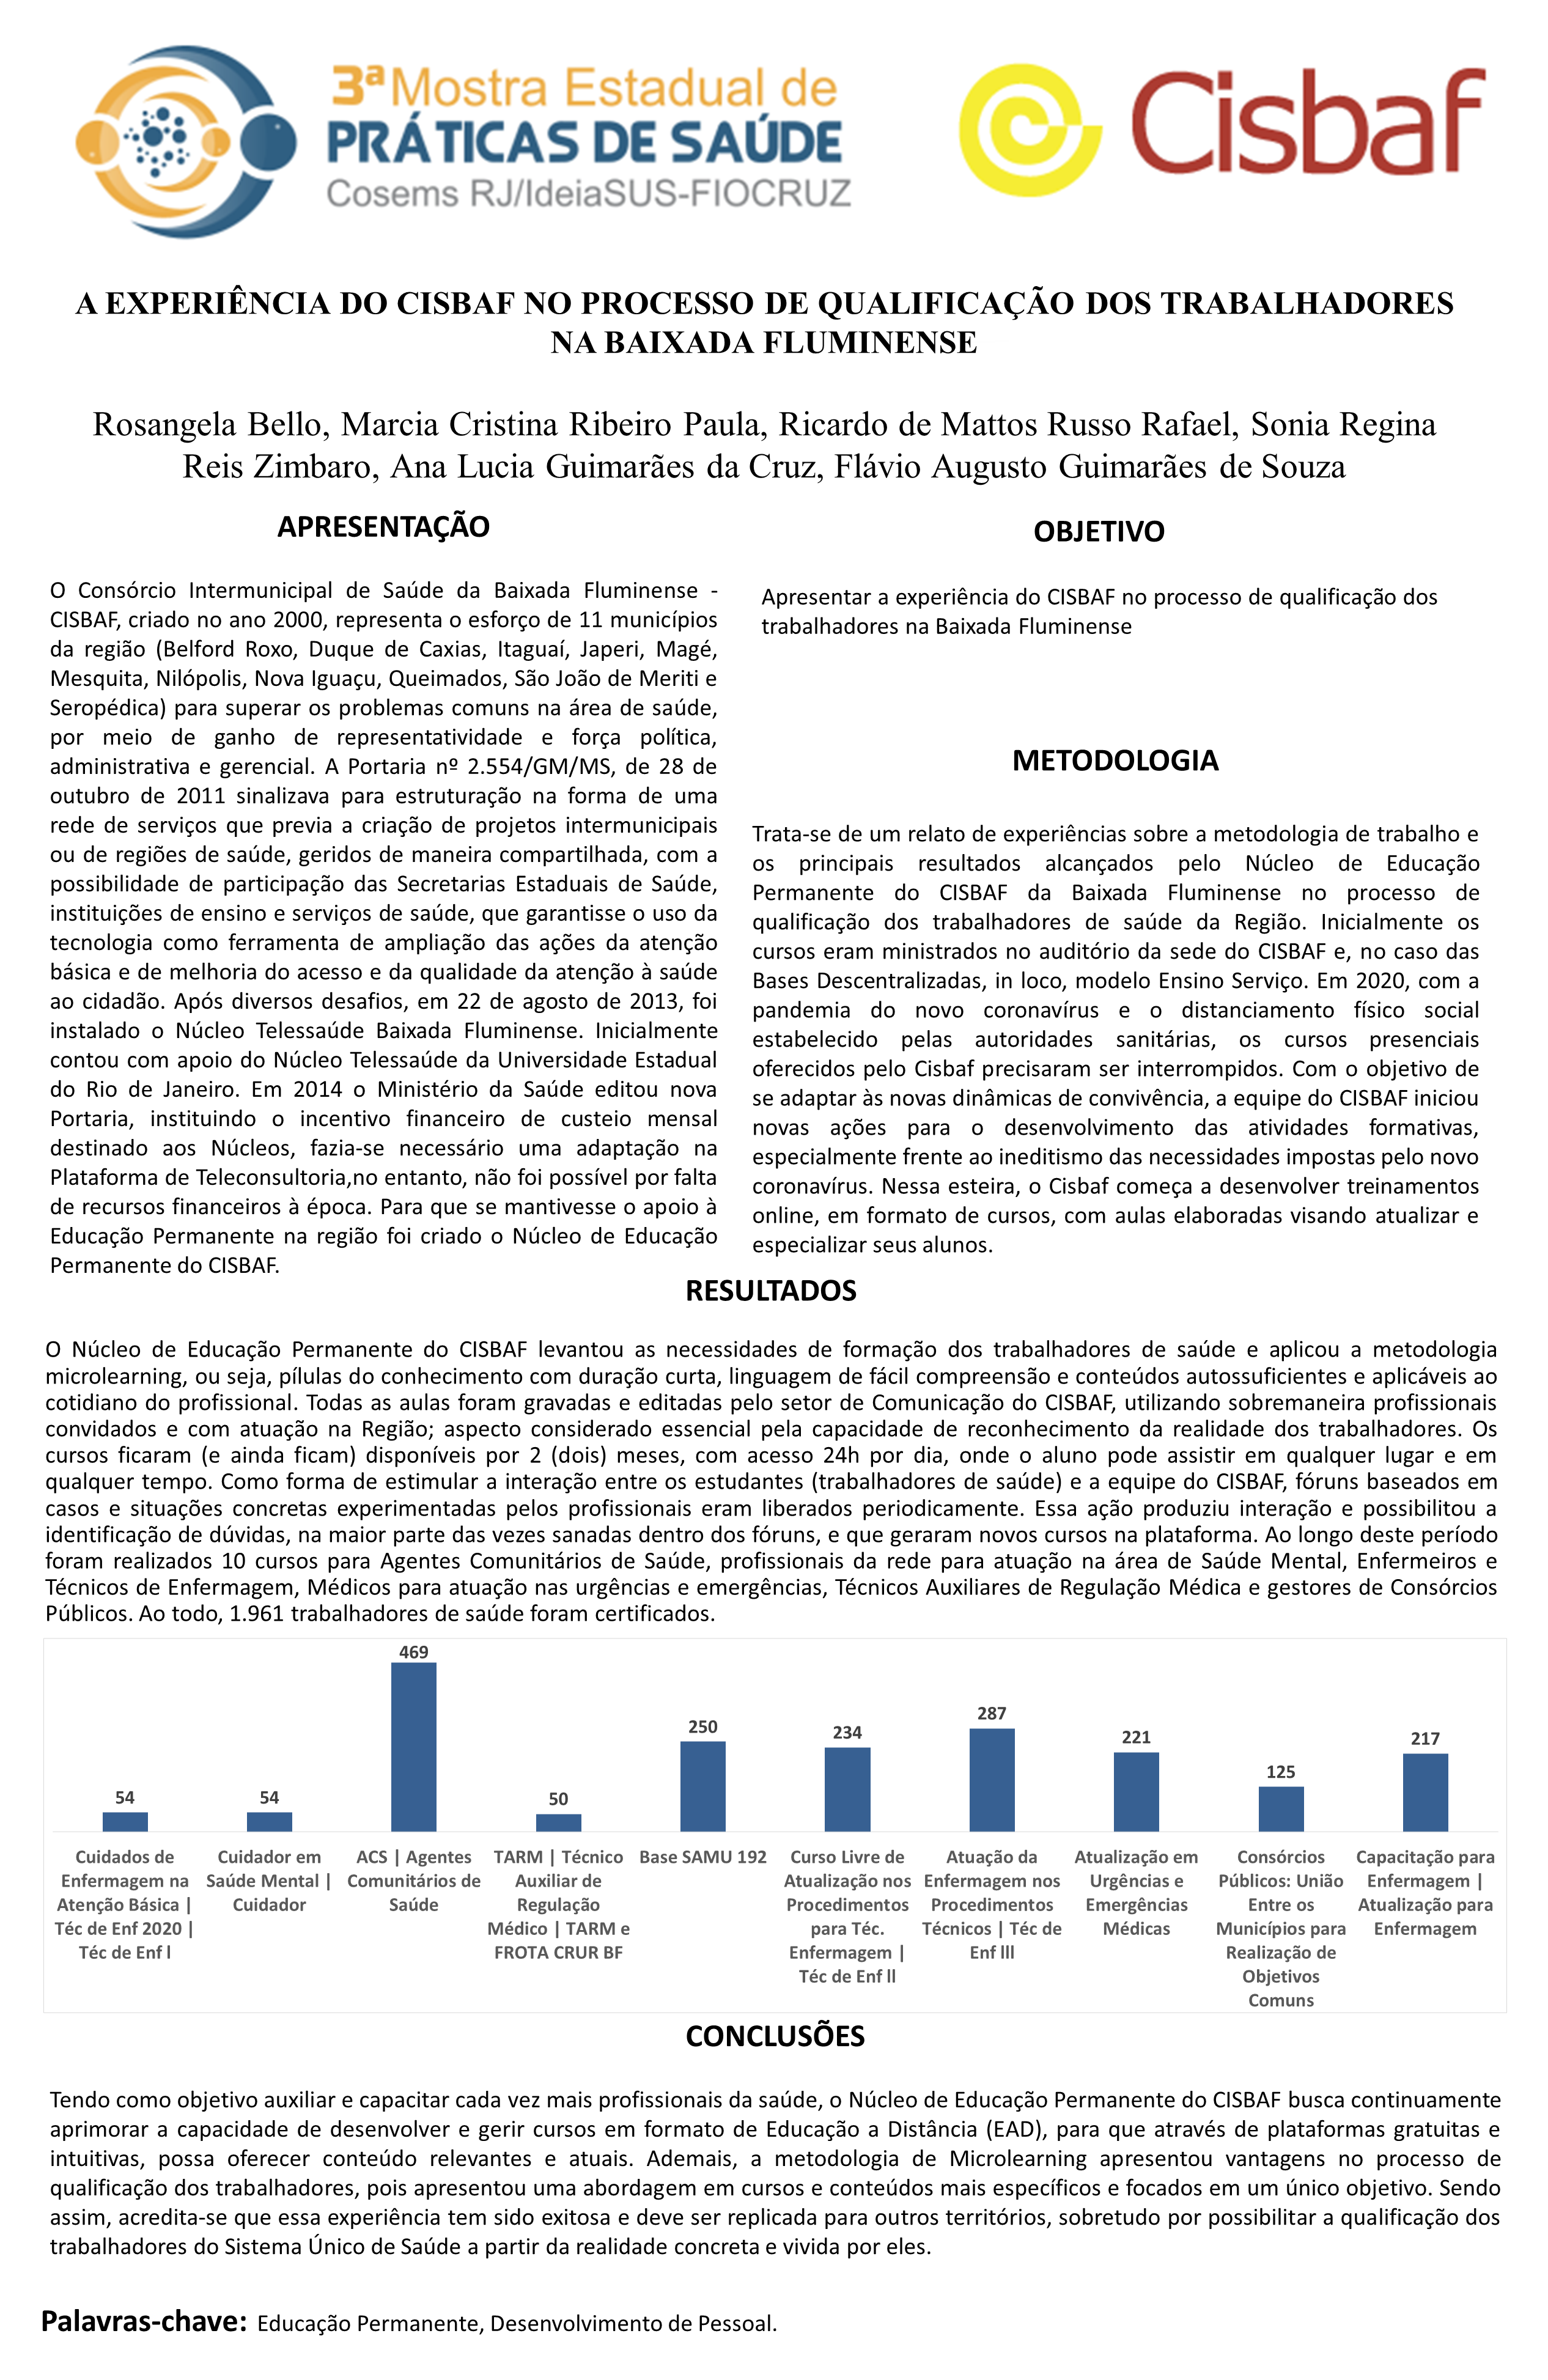 3ª Mostra Estadual de
PRÁTICAS DE SAÚDE
Cosems RJ/IdeiaSUS-FIOCRUZ
Cisbaf
A EXPERIÊNCIA DO CISBAF NO PROCESSO DE QUALIFICAÇÃO DOS TRABALHADORES
NA BAIXADA FLUMINENSE
Rosangela Bello, Marcia Cristina Ribeiro Paula, Ricardo de Mattos Russo Rafael, Sonia Regina
Reis Zimbaro, Ana Lucia Guimarães da Cruz, Flávio Augusto Guimarães de Souza
APRESENTAÇÃO
O Consórcio Intermunicipal de Saúde da Baixada Fluminense -
CISBAF, criado no ano 2000, representa o esforço de 11 municípios
da região (Belford Roxo, Duque de Caxias, Itaguaí, Japeri, Magé,
Mesquita, Nilópolis, Nova Iguaçu, Queimados, São João de Meriti e
Seropédica) para superar os problemas comuns na área de saúde,
por meio de ganho de representatividade e força política,
administrativa e gerencial. A Portaria nº 2.554/GM/MS, de 28 de
outubro de 2011 sinalizava para estruturação na forma de uma
rede de serviços que previa a criação de projetos intermunicipais
ou de regiões de saúde, geridos de maneira compartilhada, com a
possibilidade de participação das Secretarias Estaduais de Saúde,
instituições de ensino e serviços de saúde, que garantisse o uso da
tecnologia como ferramenta de ampliação das ações da atenção
básica e de melhoria do acesso e da qualidade da atenção à saúde
ao cidadão. Após diversos desafios, em 22 de agosto de 2013, foi
instalado o Núcleo Telessaúde Baixada Fluminense. Inicialmente
contou com apoio do Núcleo Telessaúde da Universidade Estadual
do Rio de Janeiro. Em 2014 o Ministério da Saúde editou nova
Portaria, instituindo o incentivo financeiro de custeio mensal
destinado aos Núcleos, fazia-se necessário uma adaptação na
Plataforma de Teleconsultoria,no entanto, não foi possível por falta
de recursos financeiros à época. Para que se mantivesse o apoio à
Educação Permanente na região foi criado o Núcleo de Educação
Permanente do CISBAF.
OBJETIVO
Apresentar a experiência do CISBAF no processo de qualificação dos
trabalhadores na Baixada Fluminense
METODOLOGIA
Trata-se de um relato de experiências sobre a metodologia de trabalho e
os principais resultados alcançados pelo Núcleo de Educação
Permanente do CISBAF da Baixada Fluminense no processo de
qualificação dos trabalhadores de saúde da Região. Inicialmente os
cursos eram ministrados no auditório da sede do CISBAF e, no caso das
Bases Descentralizadas, in loco, modelo Ensino Serviço. Em 2020, com a
pandemia do novo coronavírus e o distanciamento físico social
estabelecido pelas autoridades sanitárias, os cursos presenciais
oferecidos pelo Cisbaf precisaram ser interrompidos. Com o objetivo de
se adaptar às novas dinâmicas de convivência, a equipe do CISBAF iniciou
novas ações para o desenvolvimento das atividades formativas,
especialmente frente ao ineditismo das necessidades impostas pelo novo
coronavírus. Nessa esteira, o Cisbaf começa a desenvolver treinamentos
online, em formato de cursos, com aulas elaboradas visando atualizar e
especializar seus alunos.
RESULTADOS
O Núcleo de Educação Permanente do CISBAF levantou as necessidades de formação dos trabalhadores de saúde e aplicou a metodologia
microlearning, ou seja, pílulas do conhecimento com duração curta, linguagem de fácil compreensão e conteúdos autossuficientes e aplicáveis ao
cotidiano do profissional. Todas as aulas foram gravadas e editadas pelo setor de Comunicação do CISBAF, utilizando sobremaneira profissionais
convidados e com atuação na Região; aspecto considerado essencial pela capacidade de reconhecimento da realidade dos trabalhadores. Os
cursos ficaram (e ainda ficam) disponíveis por 2 (dois) meses, com acesso 24h por dia, onde o aluno pode assistir em qualquer lugar e em
qualquer tempo. Como forma de estimular a interação entre os estudantes (trabalhadores de saúde) e a equipe do CISBAF, fóruns baseados em
casos e situações concretas experimentadas pelos profissionais eram liberados periodicamente. Essa ação produziu interação e possibilitou a
identificação de dúvidas, na maior parte das vezes sanadas dentro dos fóruns, e que geraram novos cursos na plataforma. Ao longo deste período
foram realizados 10 cursos para Agentes Comunitários de Saúde, profissionais da rede para atuação na área de Saúde Mental, Enfermeiros e
Técnicos de Enfermagem, Médicos para atuação nas urgências e emergências, Técnicos Auxiliares de Regulação Médica e gestores de Consórcios
Públicos. Ao todo, 1.961 trabalhadores de saúde foram certificados.
54
54
469
50
250
234
287
221
125
217
Cuidados de
Enfermagem na
Atenção Básica |
Téc de Enf 2020 |
Téc de Enf l
Cuidador em
Saúde Mental |
Cuidador
ACS | Agentes
Comunitários de
Saúde
TARM | Técnico
Auxiliar de
Regulação
Médico | TARM e
FROTA CRUR BF
Base SAMU 192
Curso Livre de
Atualização nos
Procedimentos
para Téc.
Enfermagem |
Téc de Enf ll
Atuação da
Enfermagem nos
Procedimentos
Técnicos | Téc de
Enf lll
Atualização em
Urgências e
Emergências
Médicas
Consórcios
Públicos: União
Entre os
Municípios para
Realização de
Objetivos
Comuns
Capacitação para
Enfermagem |
Atualização para
Enfermagem
CONCLUSÕES
Tendo como objetivo auxiliar e capacitar cada vez mais profissionais da saúde, o Núcleo de Educação Permanente do CISBAF busca continuamente
aprimorar a capacidade de desenvolver e gerir cursos em formato de Educação a Distância (EAD), para que através de plataformas gratuitas e
intuitivas, possa oferecer conteúdo relevantes e atuais. Ademais, a metodologia de Microlearning apresentou vantagens no processo de
qualificação dos trabalhadores, pois apresentou uma abordagem em cursos e conteúdos mais específicos e focados em um único objetivo. Sendo
assim, acredita-se que essa experiência tem sido exitosa e deve ser replicada para outros territórios, sobretudo por possibilitar a qualificação dos
trabalhadores do Sistema Único de Saúde a partir da realidade concreta e vivida por eles.
Palavras-chave: Educação Permanente, Desenvolvimento de Pessoal.